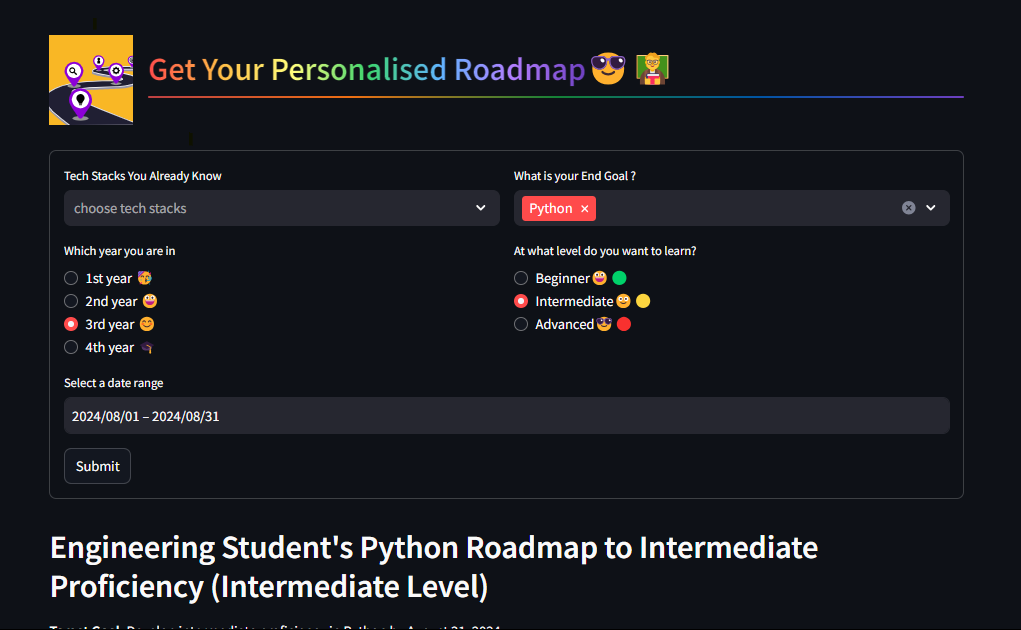 Get Your Personalised Roadmap😎 👩‍🏫
Tech Stacks You Already Know
choose tech stacks
What is your End Goal ?
Python ×
Which year you are in
1st year 🥳
2nd year 😀
3rd year 😊
4th year 🎓
At what level do you want to learn?
Beginner😀 🟢
Intermediate🙂 🟡
Advanced😎 🔴
Select a date range
2024/08/01 – 2024/08/31
Submit
Engineering Student's Python Roadmap to Intermediate
Proficiency (Intermediate Level)